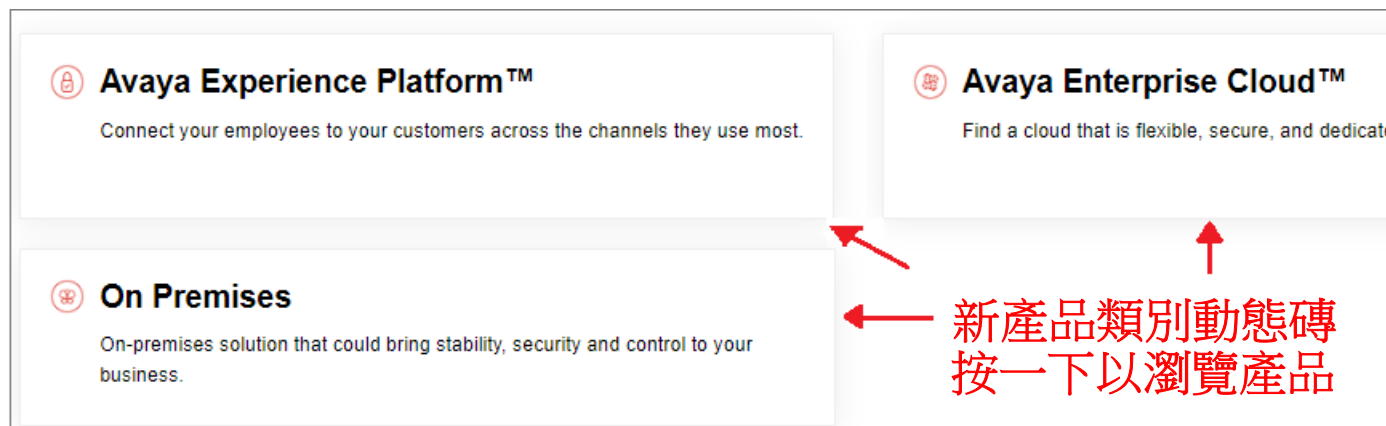 Avaya Experience Platform™
Connect your employees to your customers across the channels they use most.
Avaya Enterprise Cloud™
Find a cloud that is flexible, secure, and
On Premises
On-premises solution that could bring stability, security and control to your
business.
新產品類別動態磚
按一下以瀏覽產品